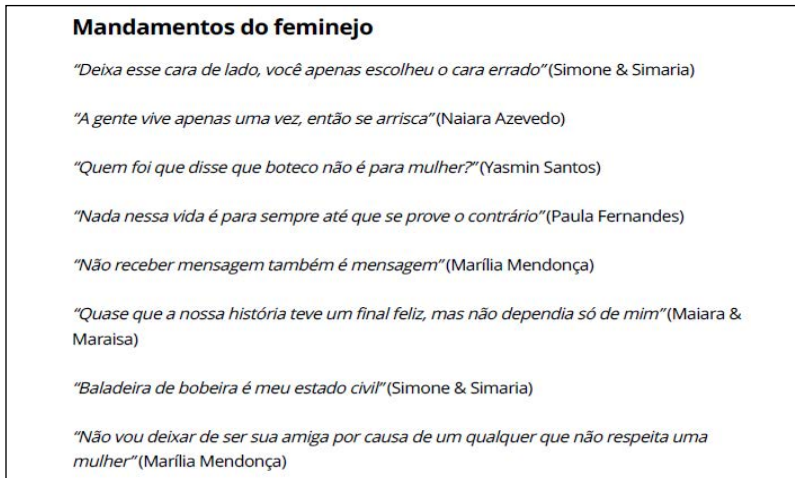 Mandamentos do feminejo
“Deixa esse cara de lado, você apenas escolheu o cara errado” (Simone & Simaria)
“A gente vive apenas uma vez, então se arrisca” (Naiara Azevedo)
“Quem foi que disse que boteco não é para mulher?” (Yasmin Santos)
“Nada nessa vida é para sempre até que se prove o contrário” (Paula Fernandes)
“Não receber mensagem também é mensagem” (Marília Mendonça)
“Quase que a nossa história teve um final feliz, mas não dependia só de mim” (Maiara &
Maraisa)
“Baladeira de bobeira é meu estado civil” (Simone & Simaria)
“Não vou deixar de ser sua amiga por causa de um qualquer que não respeita uma
mulher” (Marília Mendonça)